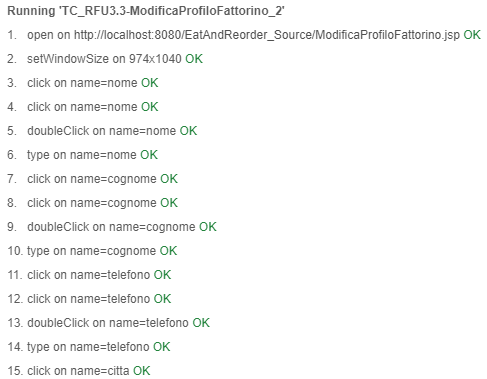 Running 'TC_RFU3.3-ModificaProfiloFattorino_2'
1. open on http://localhost:8080/EatAndReorder_Source/ModificaProfiloFattorino.jsp OK
2. setWindowSize on 974x1040 OK
3. click on name=nome OK
4. click on name=nome OK
5. doubleClick on name=nome OK
6. type on name=nome OK
7. click on name=cognome OK
8. click on name=cognome OK
9. doubleClick on name=cognome OK
10. type on name=cognome OK
11. click on name=telefono OK
12. click on name=telefono OK
13. doubleClick on name=telefono OK
14. type on name=telefono OK
15. click on name=citta OK